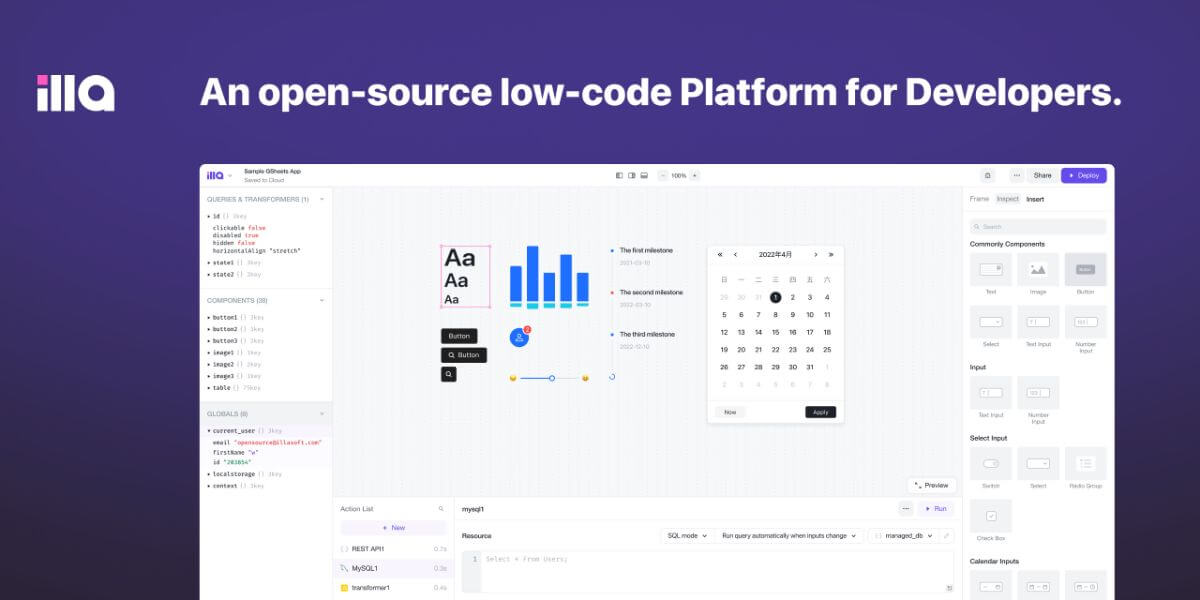 illa
An open-source low-code Platform for Developers.
illa
Sample GSheets App
Saved to Cloud
100%
Share
Deploy
QUERIES & TRANSFORMERS (1)
id {} 3key
clickable false
disabled true
hidden false
horizontalAlign "stretch"
state1 {} 3key
state2 {} 3key
COMPONENTS (38)
button1 {} 3key
button2 {} 3key
button3 {} 3key
image1 {} 3key
image2 {} 2key
image3 {} 1key
table {} 75key
GLOBALS (8)
current_user {} 3key
email "opensource@illasoft.com"
firstName "w"
id "203854"
localstorage {} 3key
context {} 3key
Aa
Aa
Aa
Button
Button
2
The first milestone
2021-03-10
The second milestone
2022-03-10
The third milestone
2022-12-10
« ‹ 2022年4月 › »
日 一 二 三 四 五 六
29 30 31 1 2 3 4
5 6 7 8 9 10 11
12 13 14 15 16 17 18
19 20 21 22 23 24 25
26 27 28 29 30 31 1
2 3 4 5 6 7 8
Now
Apply
Preview
Action List
+ New
REST API1 0.7s
MySQL1 0.3s
transformer1 0.4s
mysql1
Run
Resource
SQL mode
Run query automatically when inputs change
managed_db
1 Select * From Users;
Frame Inspect Insert
Search
Commonly Components
Button
Text Image Button
Select Text Input Number Input
Input
Text Input Number Input
Select Input
Switch Select Radio Group
Check Box
Calendar Inputs